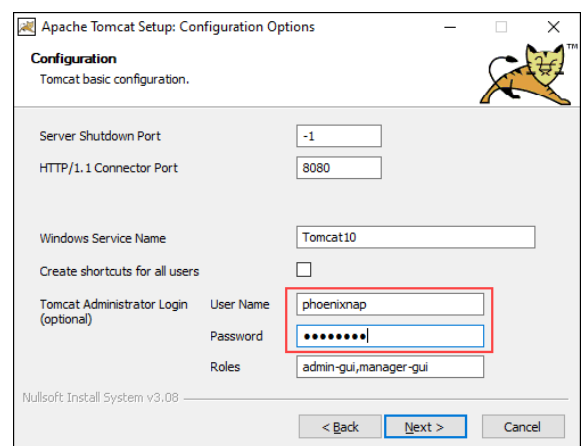 Apache Tomcat Setup: Configuration Options
Configuration
Tomcat basic configuration.
TM
Server Shutdown Port -1
HTTP/1.1 Connector Port 8080
Windows Service Name Tomcat10
Create shortcuts for all users
Tomcat Administrator Login (optional) User Name phoenixnap
Password ●●●●●●●●
Roles admin-gui,manager-gui
Nullsoft Install System v3.08
< Back Next > Cancel